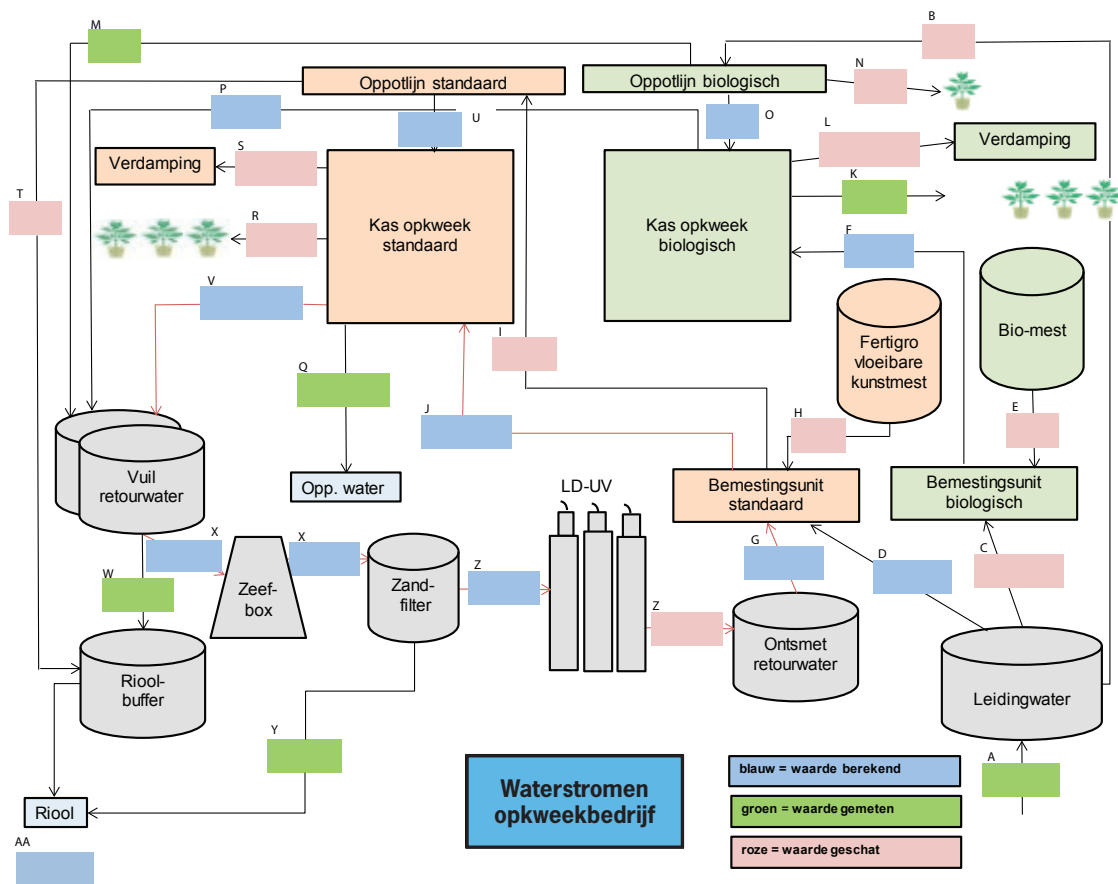 M
B
Oppotlijn standaard
Oppotlijn biologisch
N
P
U
O
L
Verdamping
S
Verdamping
K
T
R
Kas opkweek
standaard
Kas opkweek
biologisch
F
V
Bio-mest
Fertigro
vloeibare
kunstmest
I
Q
J
H
E
Vuil
retourwater
Opp. water
LD-UV
Bemestingsunit
standaard
Bemestingsunit
biologisch
X
X
W
Zeef-
box
Zand-
filter
Z
G
D
C
Z
Ontsmet
retourwater
Riool-
buffer
Leidingwater
Y
A
Waterstromen
opkweekbedrijf
blauw = waarde berekend
groen = waarde gemeten
roze = waarde geschat
Riool
AA